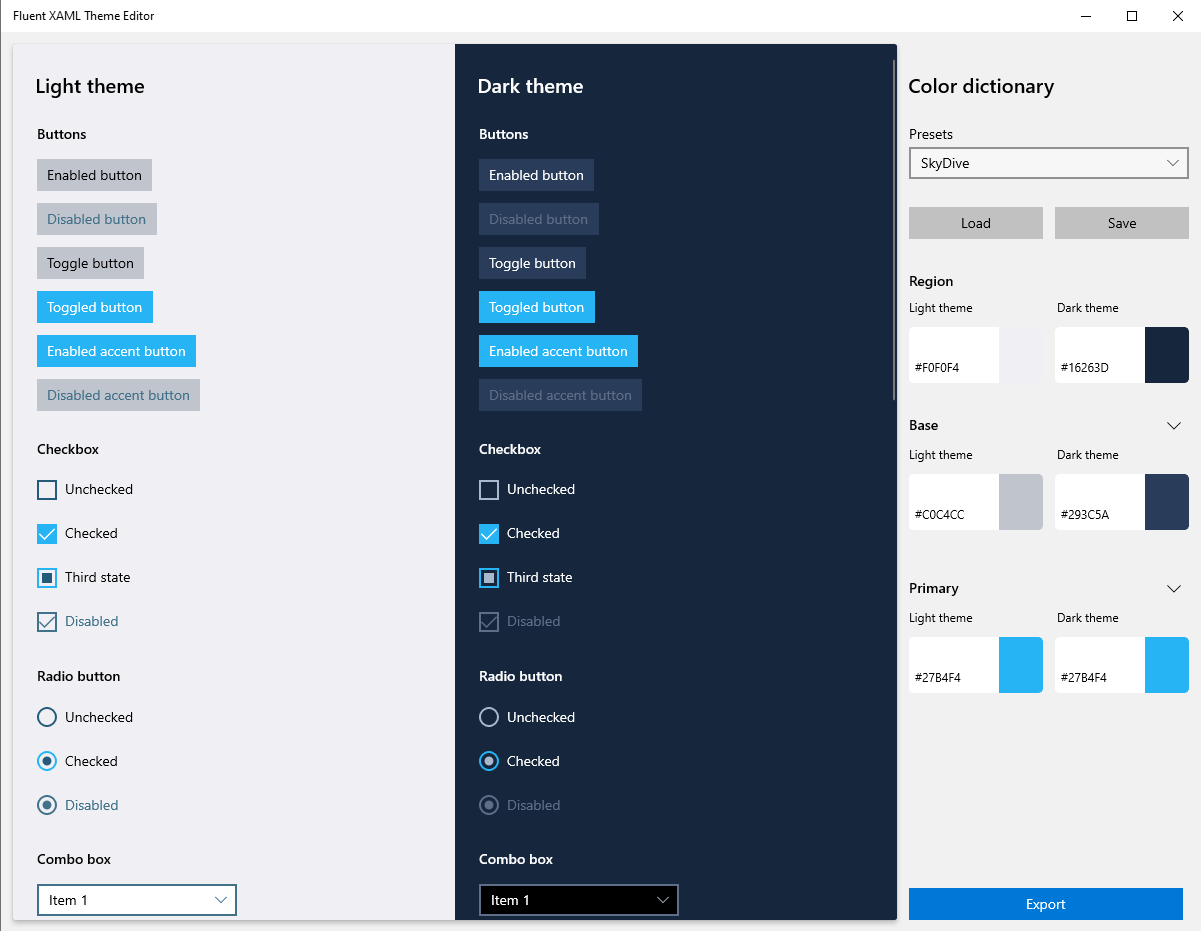 Fluent XAML Theme Editor
Light theme
Buttons
Enabled button
Disabled button
Toggle button
Toggled button
Enabled accent button
Disabled accent button
Checkbox
Unchecked
Checked
Third state
Disabled
Radio button
Unchecked
Checked
Disabled
Combo box
Item 1
Dark theme
Buttons
Enabled button
Disabled button
Toggle button
Toggled button
Enabled accent button
Disabled accent button
Checkbox
Unchecked
Checked
Third state
Disabled
Radio button
Unchecked
Checked
Disabled
Combo box
Item 1
Color dictionary
Presets
SkyDive
Load Save
Region
Light theme Dark theme
#F0F0F4 #16263D
Base
Light theme Dark theme
#C0C4CC #293C5A
Primary
Light theme Dark theme
#27B4F4 #27B4F4
Export